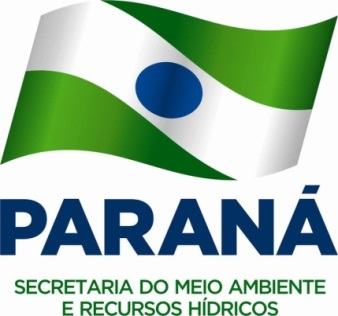 PARANÁ
SECRETARIA DO MEIO AMBIENTE
E RECURSOS HÍDRICOS